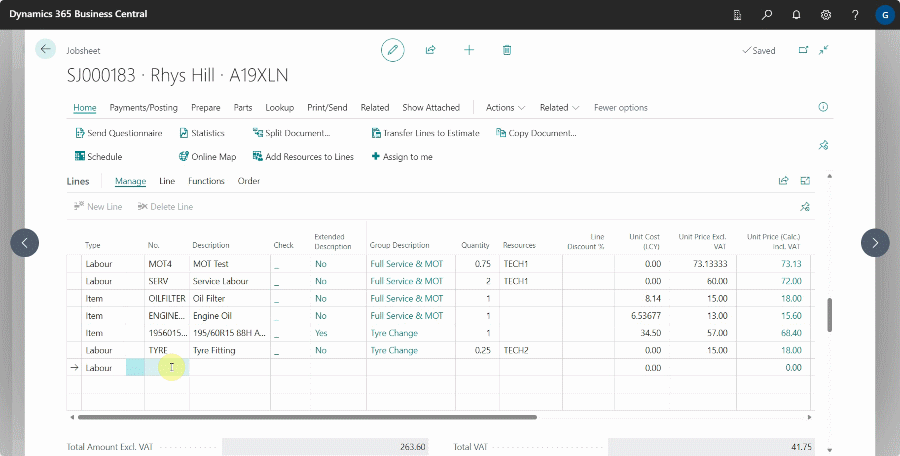 Dynamics 365 Business Central
G
Jobsheet
Saved
SJ000183 · Rhys Hill · A19XLN
Home Payments/Posting Prepare Parts Lookup Print/Send Related Show Attached Actions Related Fewer options
Send Questionnaire Statistics Split Document... Transfer Lines to Estimate Copy Document...
Schedule Online Map Add Resources to Lines Assign to me
Lines Manage Line Functions Order
New Line Delete Line
Type No. Description Check Extended Description Group Description Quantity Resources Line Discount % Unit Cost (LCY) Unit Price Excl. VAT Unit Price (Calc.) Incl. VAT
Labour MOT4 MOT Test _ No Full Service & MOT 0.75 TECH1 0.00 73.13333 73.13
Labour SERV Service Labour _ No Full Service & MOT 2 TECH1 0.00 60.00 72.00
Item OILFILTER Oil Filter _ No Full Service & MOT 1 8.14 15.00 18.00
Item ENGINE... Engine Oil _ No Full Service & MOT 1 6.53677 13.00 15.60
Item 1956015... 195/60R15 88H A... _ Yes Tyre Change 1 34.50 57.00 68.40
Labour TYRE Tyre Fitting _ No Tyre Change 0.25 TECH2 0.00 15.00 18.00
Labour 0.00 0.00
Total Amount Excl. VAT 263.60 Total VAT 41.75